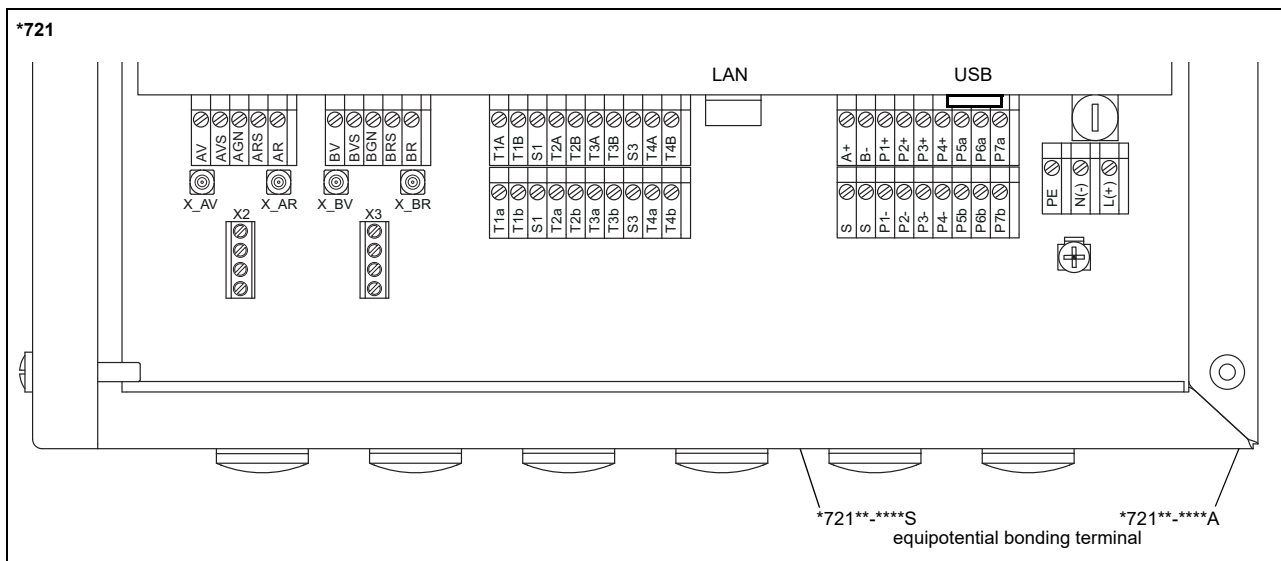 *721
LAN USB
AV AVS AGN ARS AR BV BVS BGN BRS BR T1A T1B S1 T2A T2B T3A T3B S3 T4A T4B A+ B- P1+ P2+ P3+ P4+ P5a P6a P7a
PE N(-) L(+)
X_AV X_AR X_BV X_BR
T1a T1b S1 T2a T2b T3a T3b S3 T4a T4b S S P1- P2- P3- P4- P5b P6b P7b
X2 X3
*721**-****S *721**-****A
equipotential bonding terminal